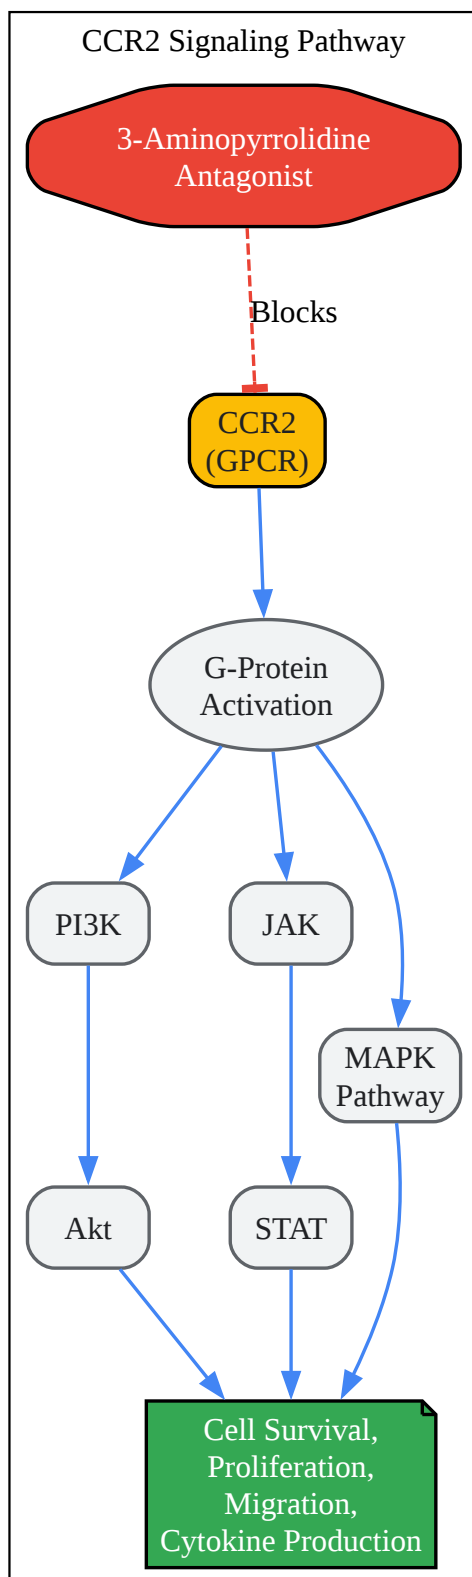 CCR2 Signaling Pathway
3-Aminopyrrolidine
Antagonist
Blocks
CCR2
(GPCR)
G-Protein
Activation
PI3K
JAK
MAPK
Pathway
Akt
STAT
Cell Survival,
Proliferation,
Migration,
Cytokine Production